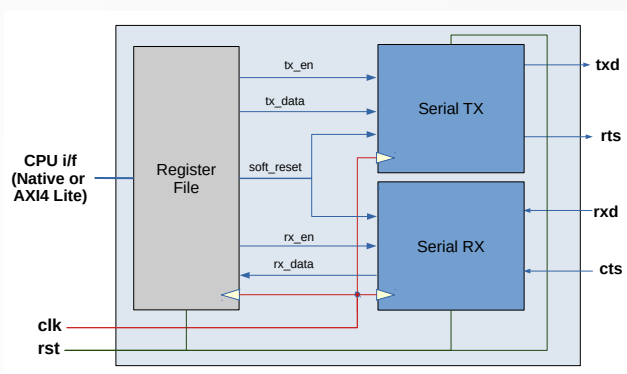 tx_en
txd
tx_data
Serial TX
rts
CPU i/f
(Native or
AXI4 Lite)
Register
File
soft_reset
rxd
rx_en
Serial RX
rx_data
cts
clk
rst